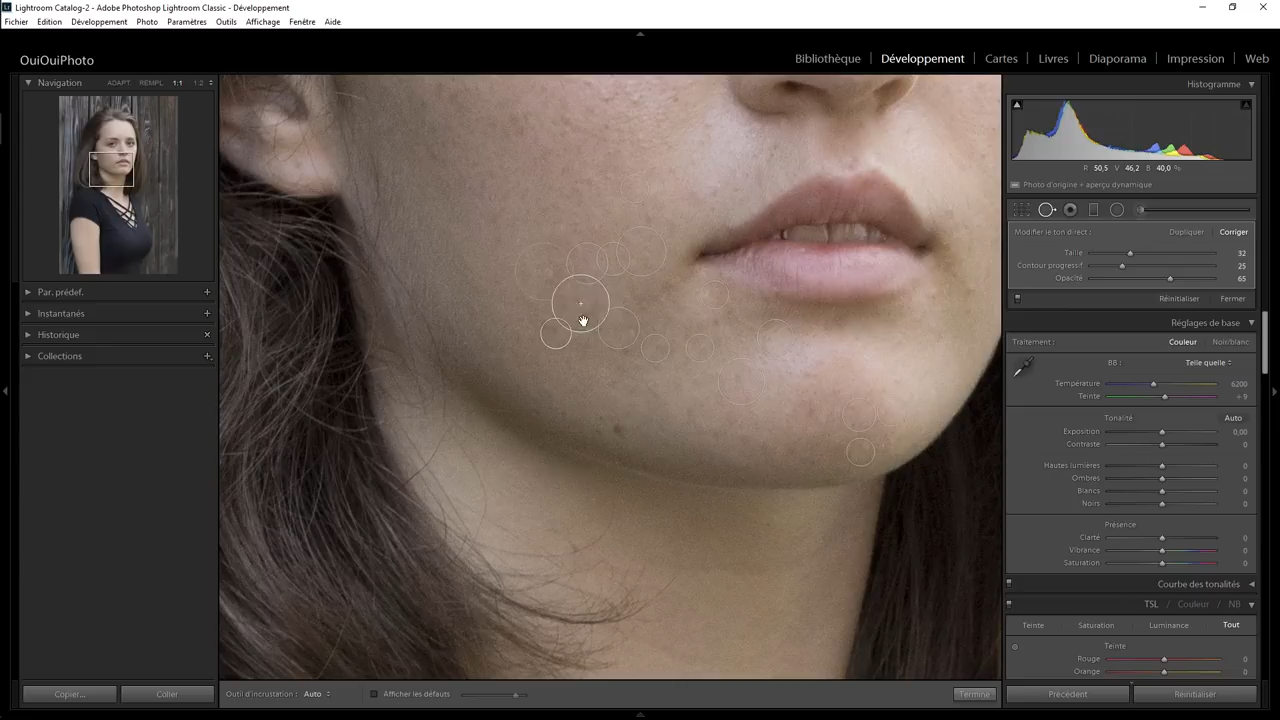 Lightroom Catalog-2 - Adobe Photoshop Lightroom Classic - Développement
Fichier Edition Développement Photo Paramètres Outils Affichage Fenêtre Aide
OuiOuiPhoto
Bibliothèque Développement Cartes Livres Diaporama Impression Web
Navigation ADAPT. REMPL. 1:1 1:2
Par. prédef.
Instantanés
Historique
Collections
Copier... Coller
Outil d'incrustation : Auto Afficher les défauts Terminé
Histogramme
R 50,5 V 46,2 B 40,0 %
Photo d'origine + aperçu dynamique
Modifier le ton direct : Dupliquer Corriger
Taille 32
Contour progressif 25
Opacité 65
Réinitialiser Fermer
Réglages de base
Traitement : Couleur Noir/blanc
BB : Telle quelle
Température 6200
Teinte + 9
Tonalité Auto
Exposition 0,00
Contraste 0
Hautes lumières 0
Ombres 0
Blancs 0
Noirs 0
Présence
Clarté 0
Vibrance 0
Saturation 0
Courbe des tonalités
TSL / Couleur / NB
Teinte Saturation Luminance Tout
Teinte
Rouge 0
Orange 0
Précédent Réinitialiser